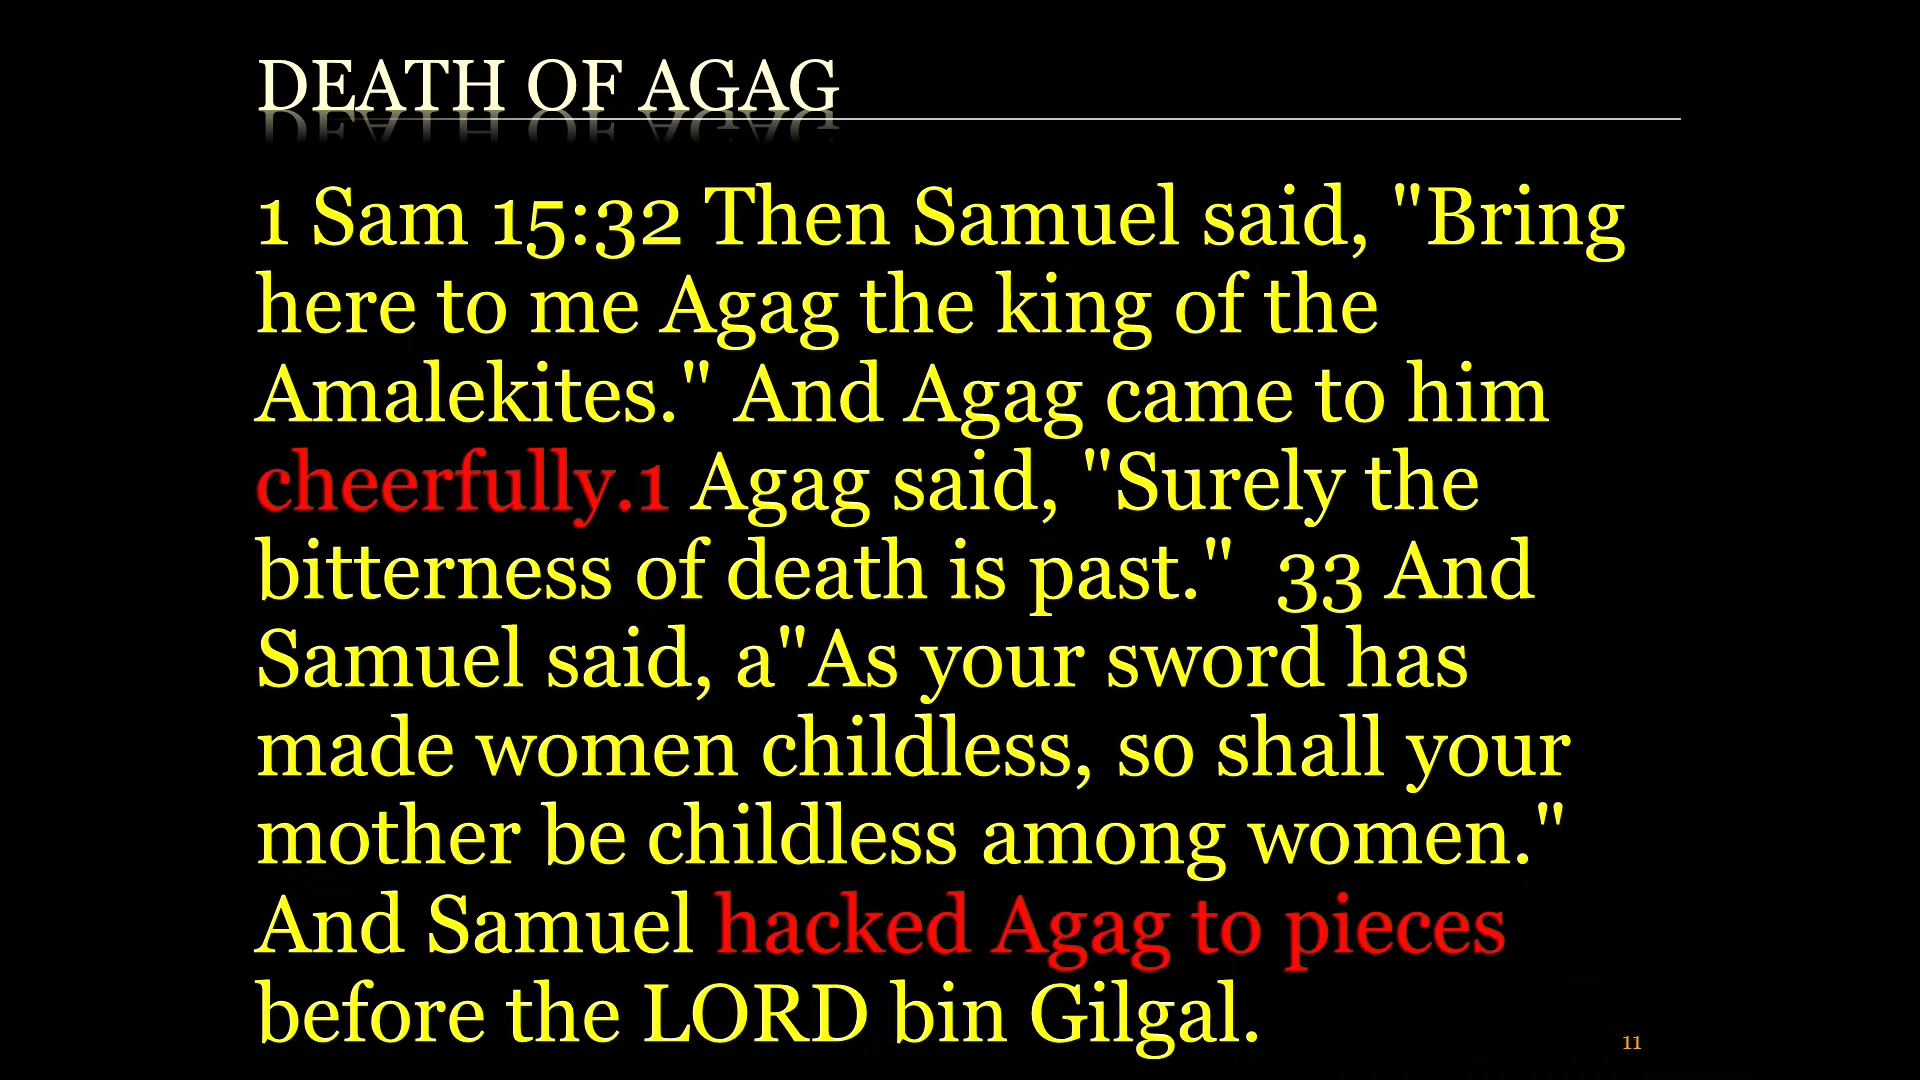 DEATH OF AGAG
1 Sam 15:32 Then Samuel said, "Bring
here to me Agag the king of the
Amalekites." And Agag came to him
cheerfully.1 Agag said, "Surely the
bitterness of death is past."  33 And
Samuel said, a"As your sword has
made women childless, so shall your
mother be childless among women."
And Samuel hacked Agag to pieces
before the LORD bin Gilgal.
11